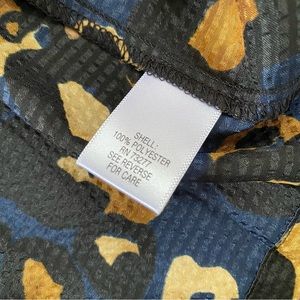 SHELL:
100% POLYESTER
RN 73277
SEE REVERSE
FOR CARE